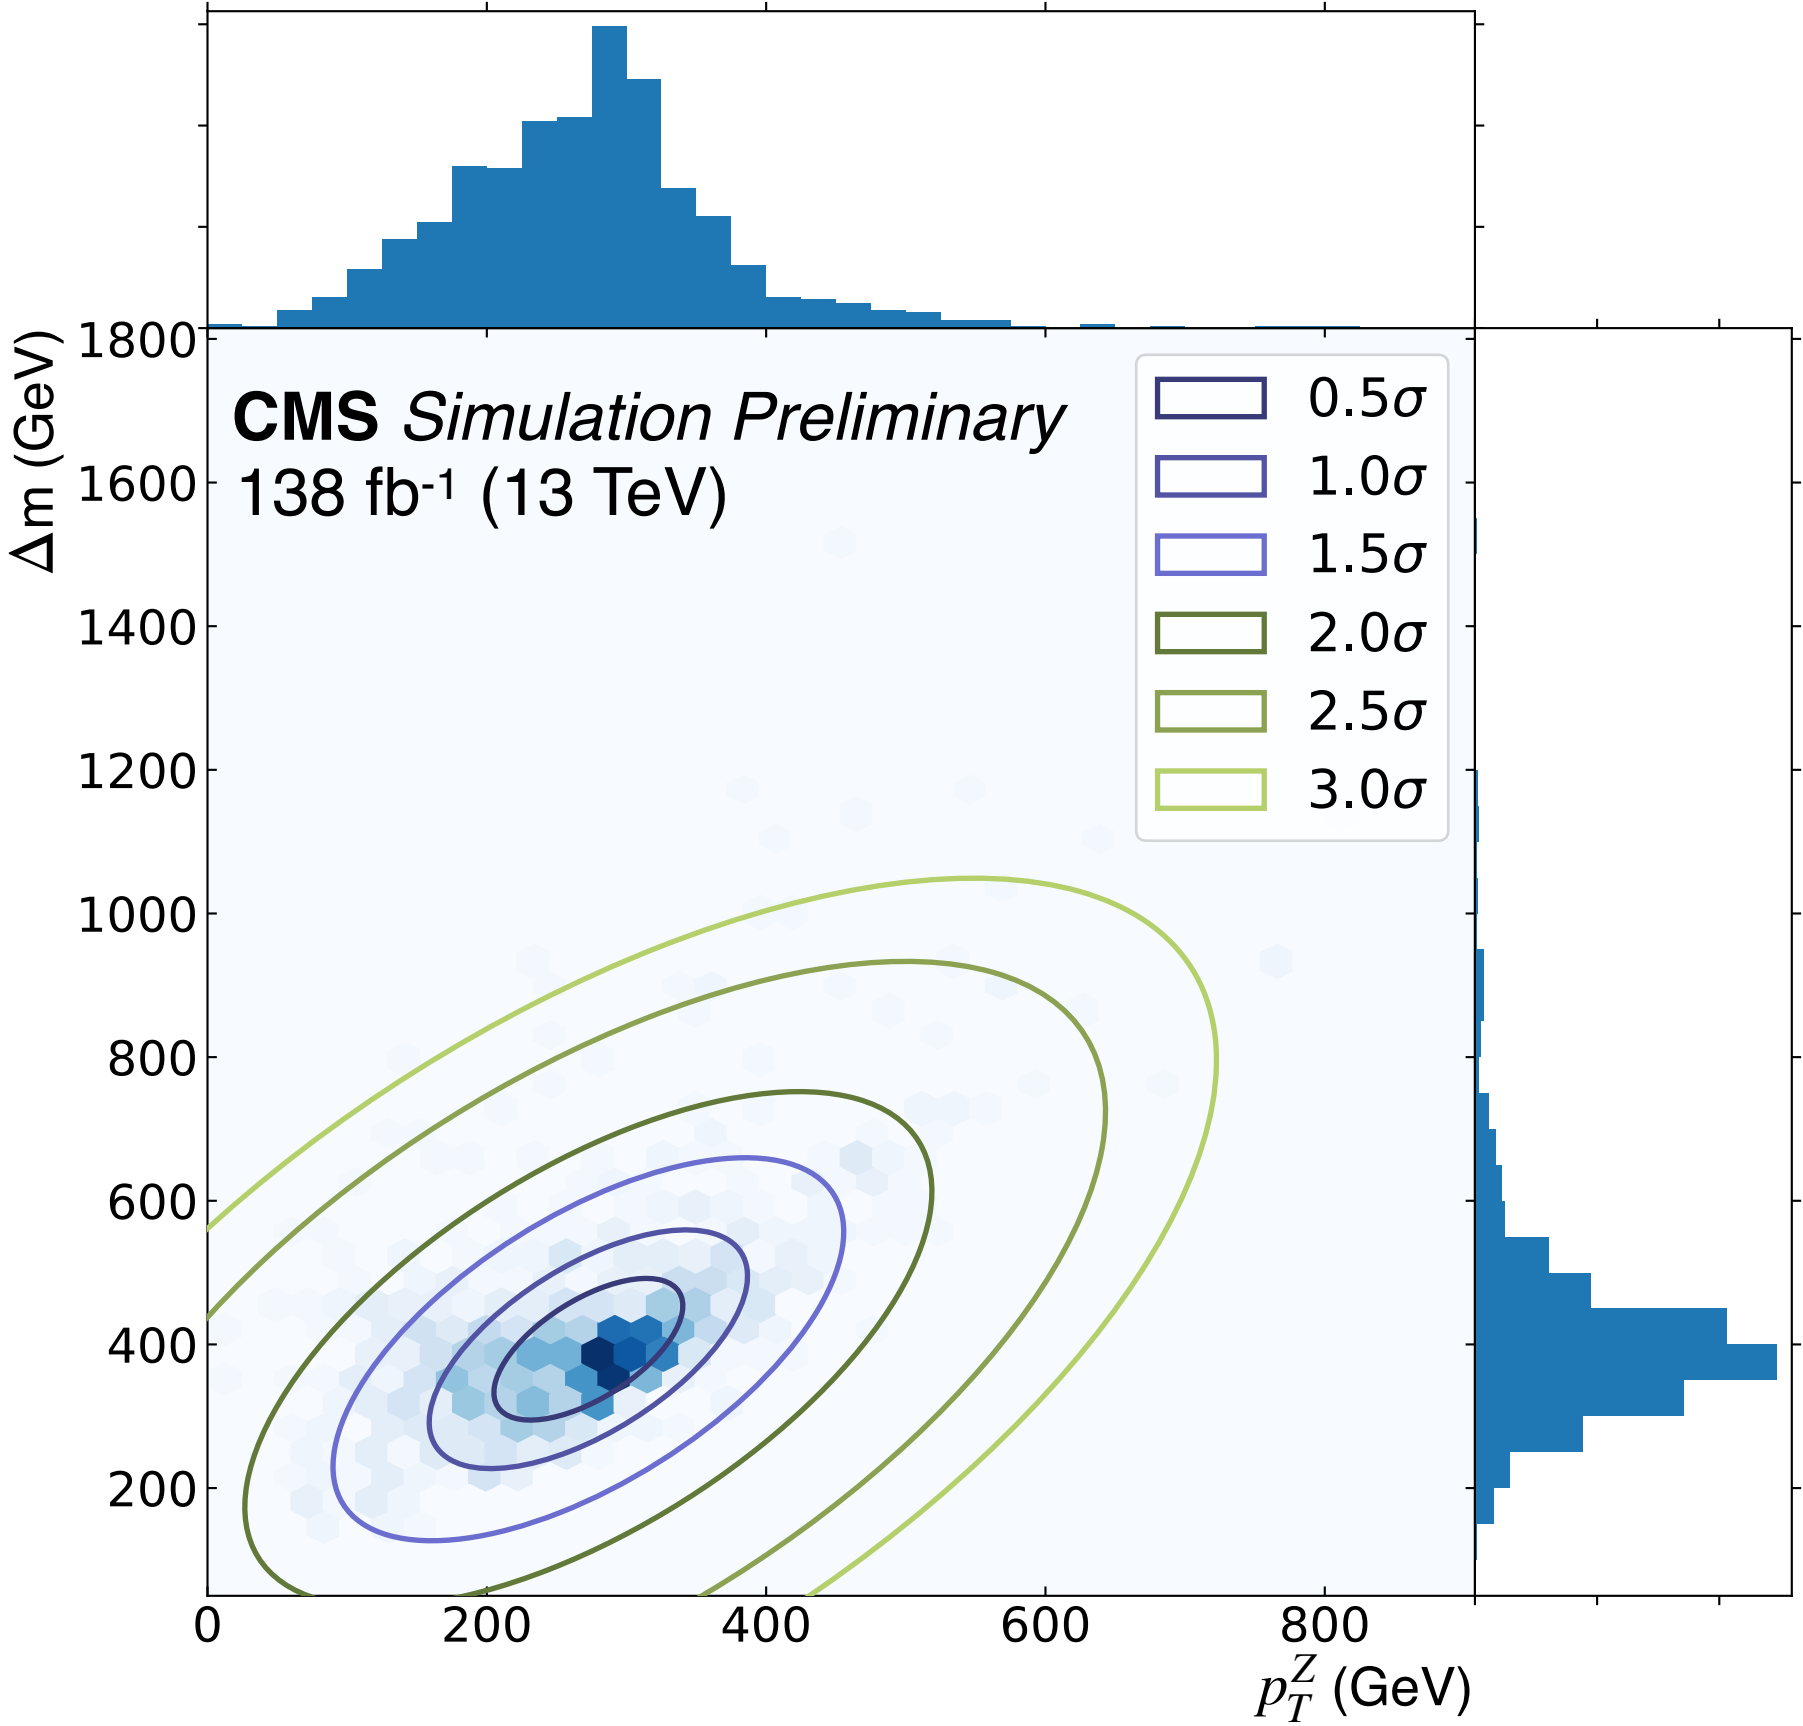 Δm (GeV)
1800
1600
1400
1200
1000
800
600
400
200
CMS Simulation Preliminary
138 fb⁻¹ (13 TeV)
0.5σ
1.0σ
1.5σ
2.0σ
2.5σ
3.0σ
0 200 400 600 800
p_T^Z (GeV)